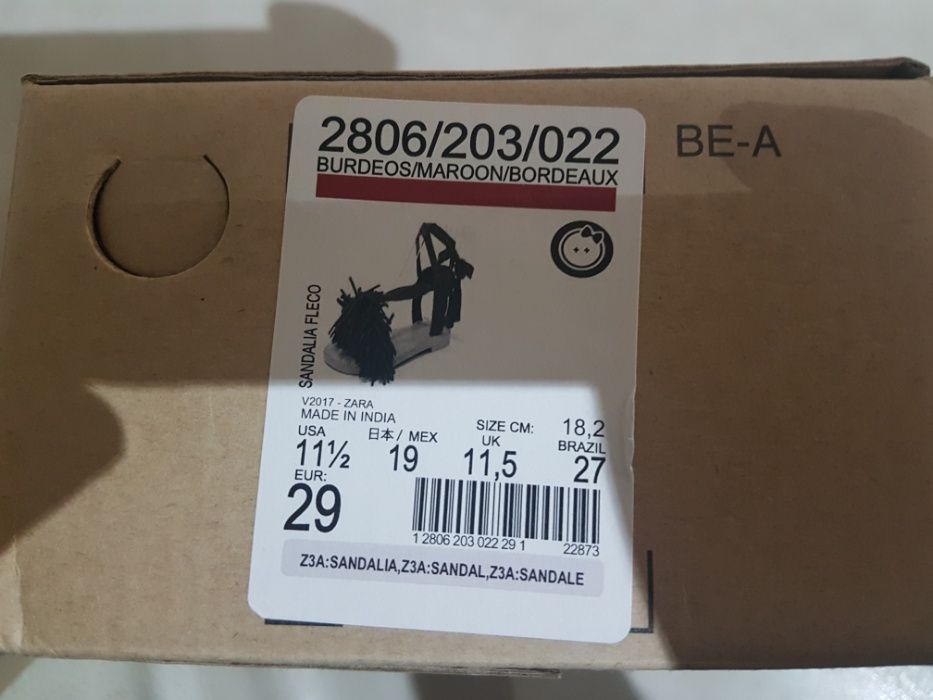 2806/203/022
BURDEOS/MAROON/BORDEAUX
BE-A
SANDALIA FLECO
V2017 - ZARA
MADE IN INDIA
SIZE CM: 18,2
USA 日本/ MEX UK BRAZIL
11½ 19 11,5 27
EUR:
29
1 2806 203 022 29 1 22873
Z3A:SANDALIA,Z3A:SANDAL,Z3A:SANDALE